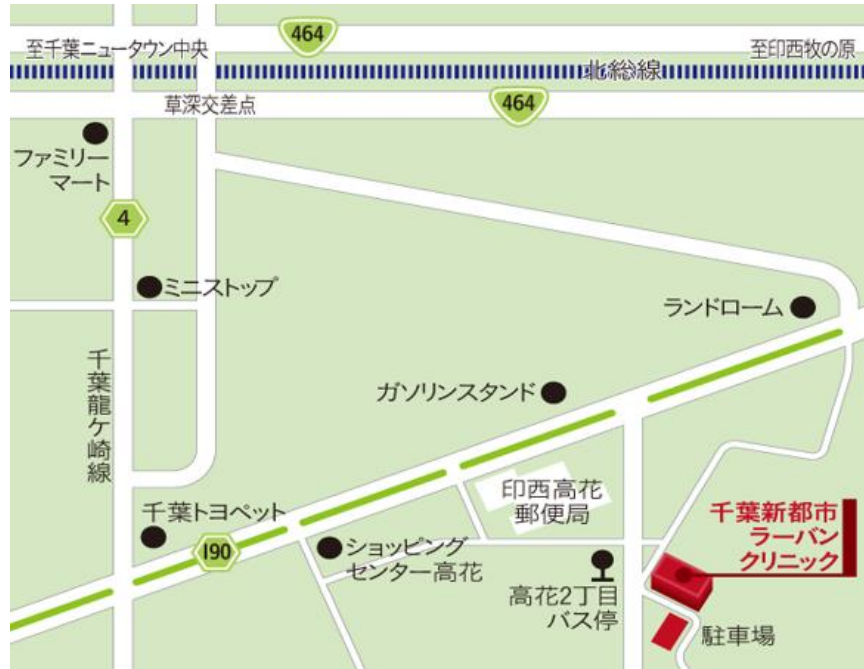 464
至千葉ニュータウン中央
至印西牧の原
北総線
464
草深交差点
ファミリー
マート
4
ミニストップ
ランドローム
千葉龍ケ崎線
ガソリンスタンド
印西高花
郵便局
千葉トヨペット
190
ショッピング
センター高花
千葉新都市
ラーバン
クリニック
高花2丁目
バス停
駐車場